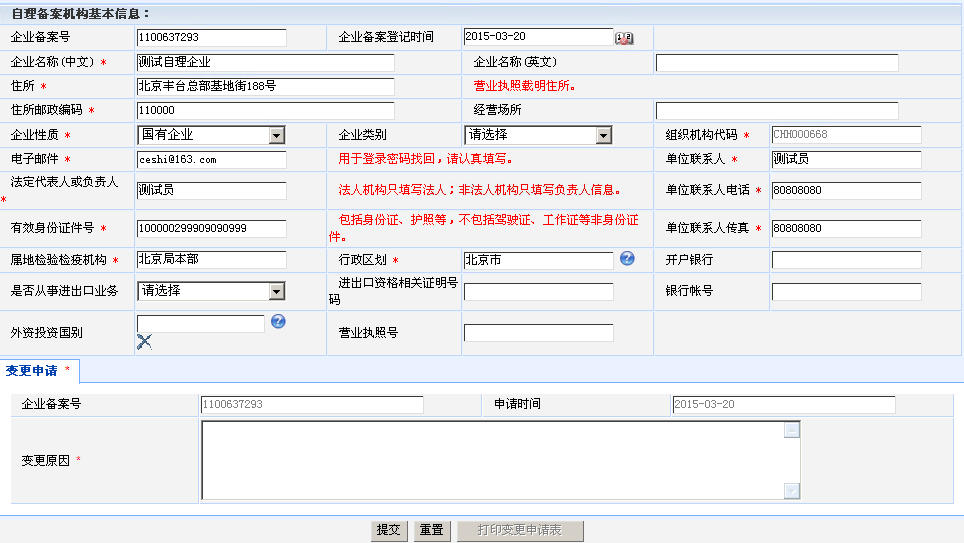 自理备案机构基本信息：
企业备案号 1100637293 企业备案登记时间 2015-03-20
企业名称(中文) * 测试自理企业 企业名称(英文)
住所 * 北京丰台总部基地街188号 营业执照载明住所。
住所邮政编码 * 110000 经营场所
企业性质 * 国有企业 企业类别 请选择 组织机构代码 * CHH000668
电子邮件 * ceshi@163.com 用于登录密码找回，请认真填写。 单位联系人 * 测试员
法定代表人或负责人
* 测试员 法人机构只填写法人；非法人机构只填写负责人信息。 单位联系人电话 * 80808080
有效身份证件号 * 100000299909090999 包括身份证、护照等，不包括驾驶证、工作证等非身份证
件。 单位联系人传真 * 80808080
属地检验检疫机构 * 北京局本部 行政区划 * 北京市 开户银行
是否从事进出口业务 请选择 进出口资格相关证明号
码 银行帐号
外资投资国别 营业执照号
变更申请 *
企业备案号 1100637293 申请时间 2015-03-20
变更原因 *
提交 重置 打印变更申请表